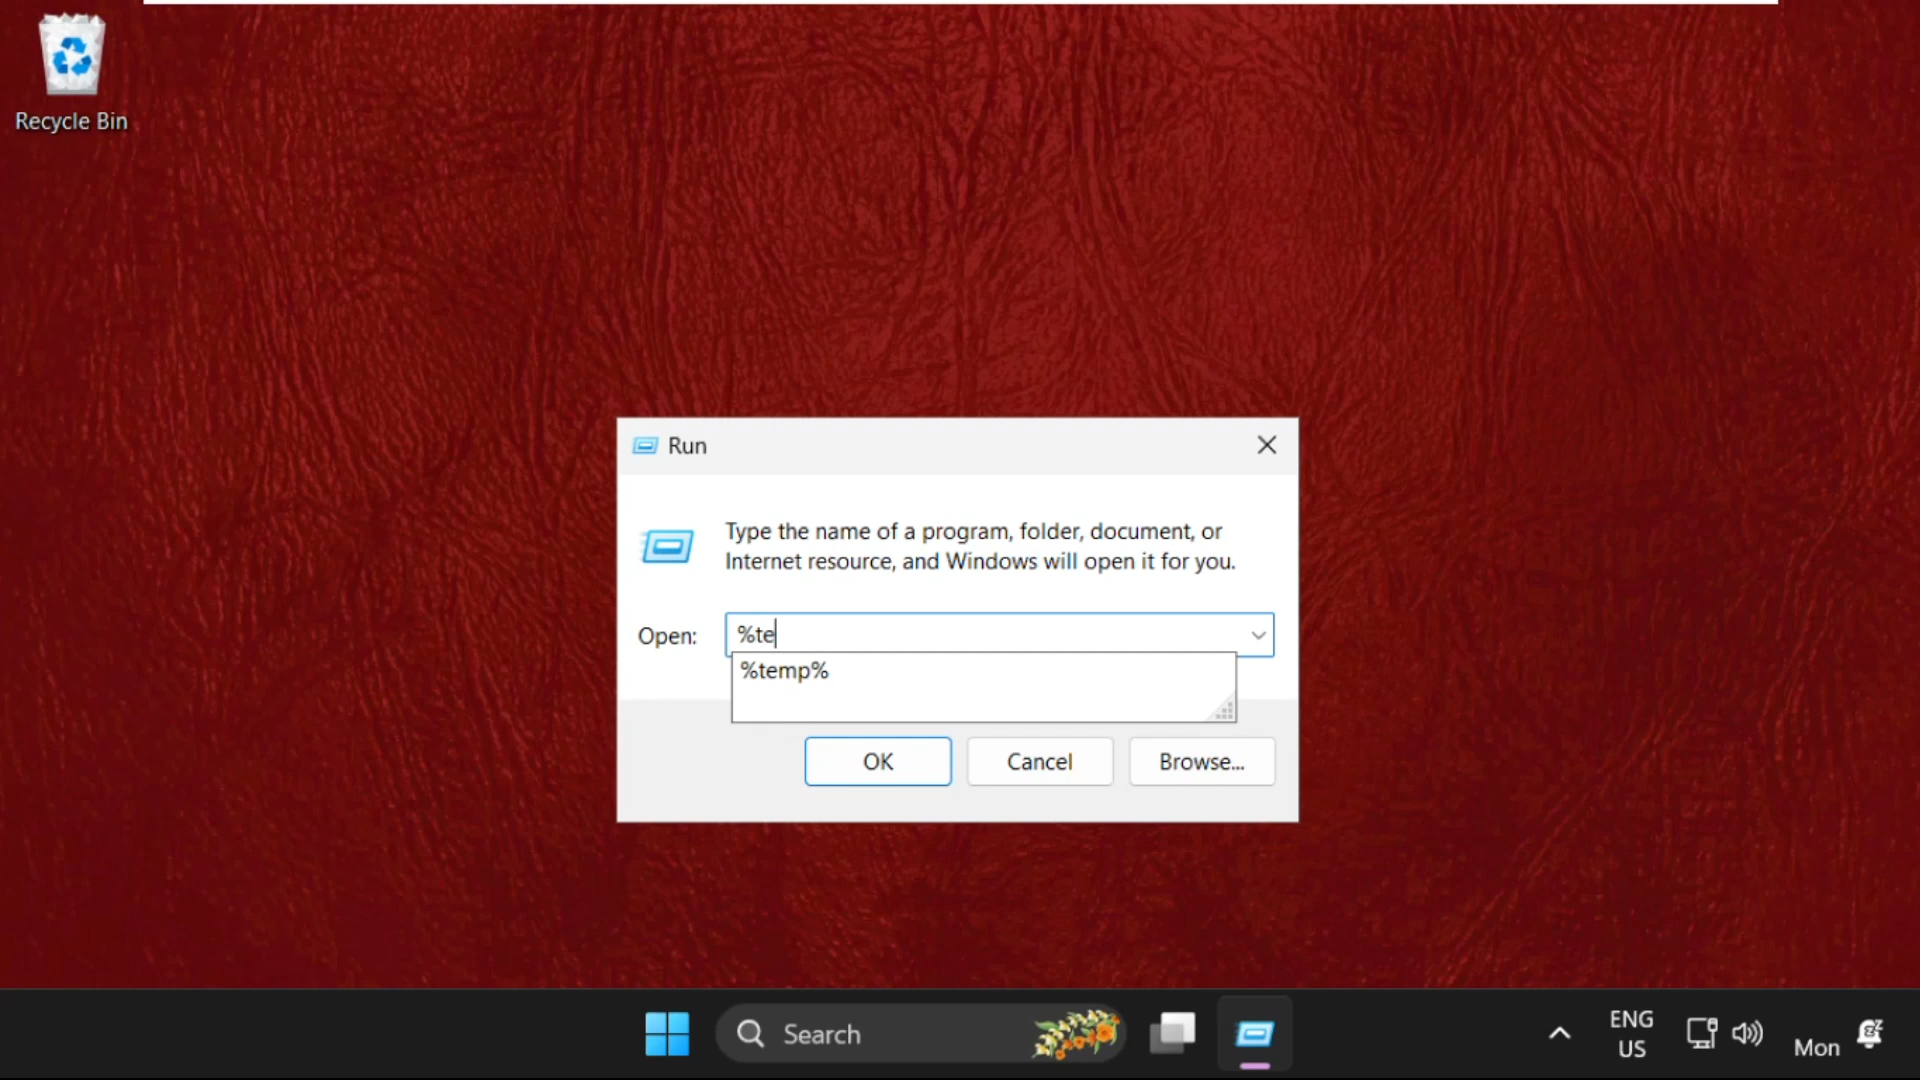 Recycle Bin
Run
Type the name of a program, folder, document, or
Internet resource, and Windows will open it for you.
Open:
%te
%temp%
OK
Cancel
Browse...
Search
ENG
US
Mon